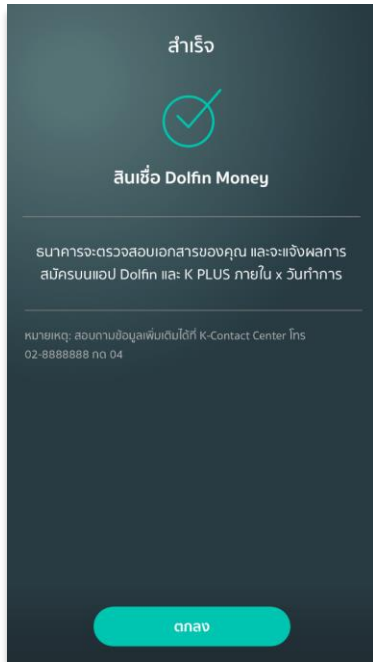 สำเร็จ
สินเชื่อ Dolfin Money
ธนาคารจะตรวจสอบเอกสารของคุณ และจะแจ้งผลการ
สมัครบนแอป Dolfin และ K PLUS ภายใน x วันทำการ
หมายเหตุ: สอบถามข้อมูลเพิ่มเติมได้ที่ K-Contact Center โทร
02-8888888 กด 04
ตกลง